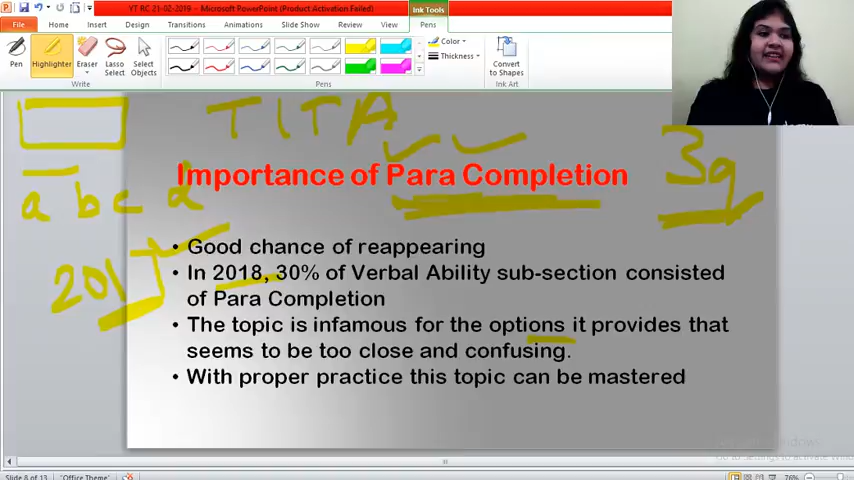 YT RC 21-02-2019 - Microsoft PowerPoint (Product Activation Failed)
Ink Tools
File Home Insert Design Transitions Animations Slide Show Review View Pens
Pen Highlighter Eraser Lasso Select Select Objects
Color
Thickness
Convert to Shapes
Write Pens Ink Art
TITA
3q
Importance of Para Completion
a b c d
201
• Good chance of reappearing
• In 2018, 30% of Verbal Ability sub-section consisted
of Para Completion
• The topic is infamous for the options it provides that
seems to be too close and confusing.
• With proper practice this topic can be mastered
Slide 8 of 13 "Office Theme" 76%